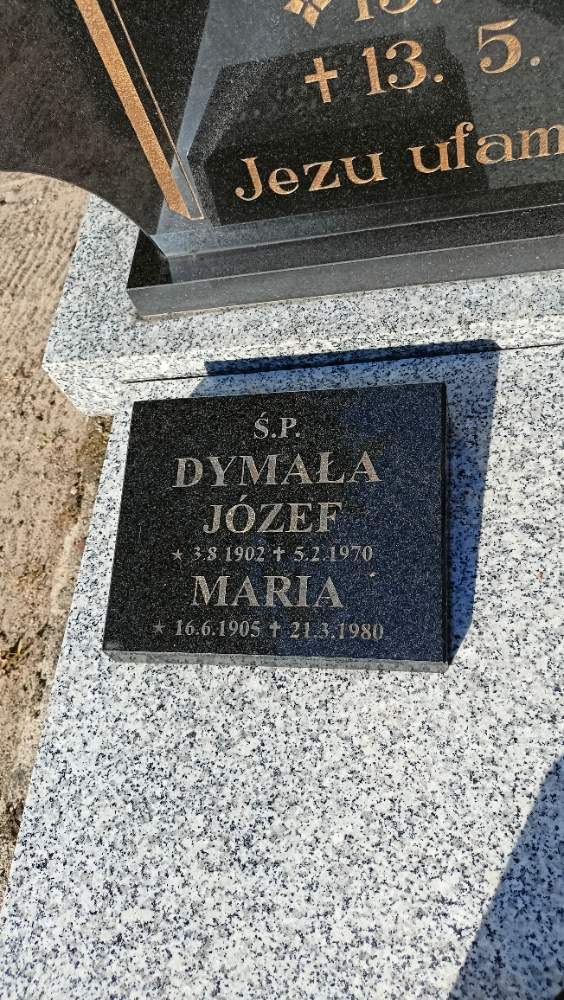 13. 5.
Jezu ufam
Ś.P.
DYMAŁA
JÓZEF
★ 3.8 1902 ✝ 5.2.1970
MARIA
★ 16.6.1905 ✝ 21.3.1980